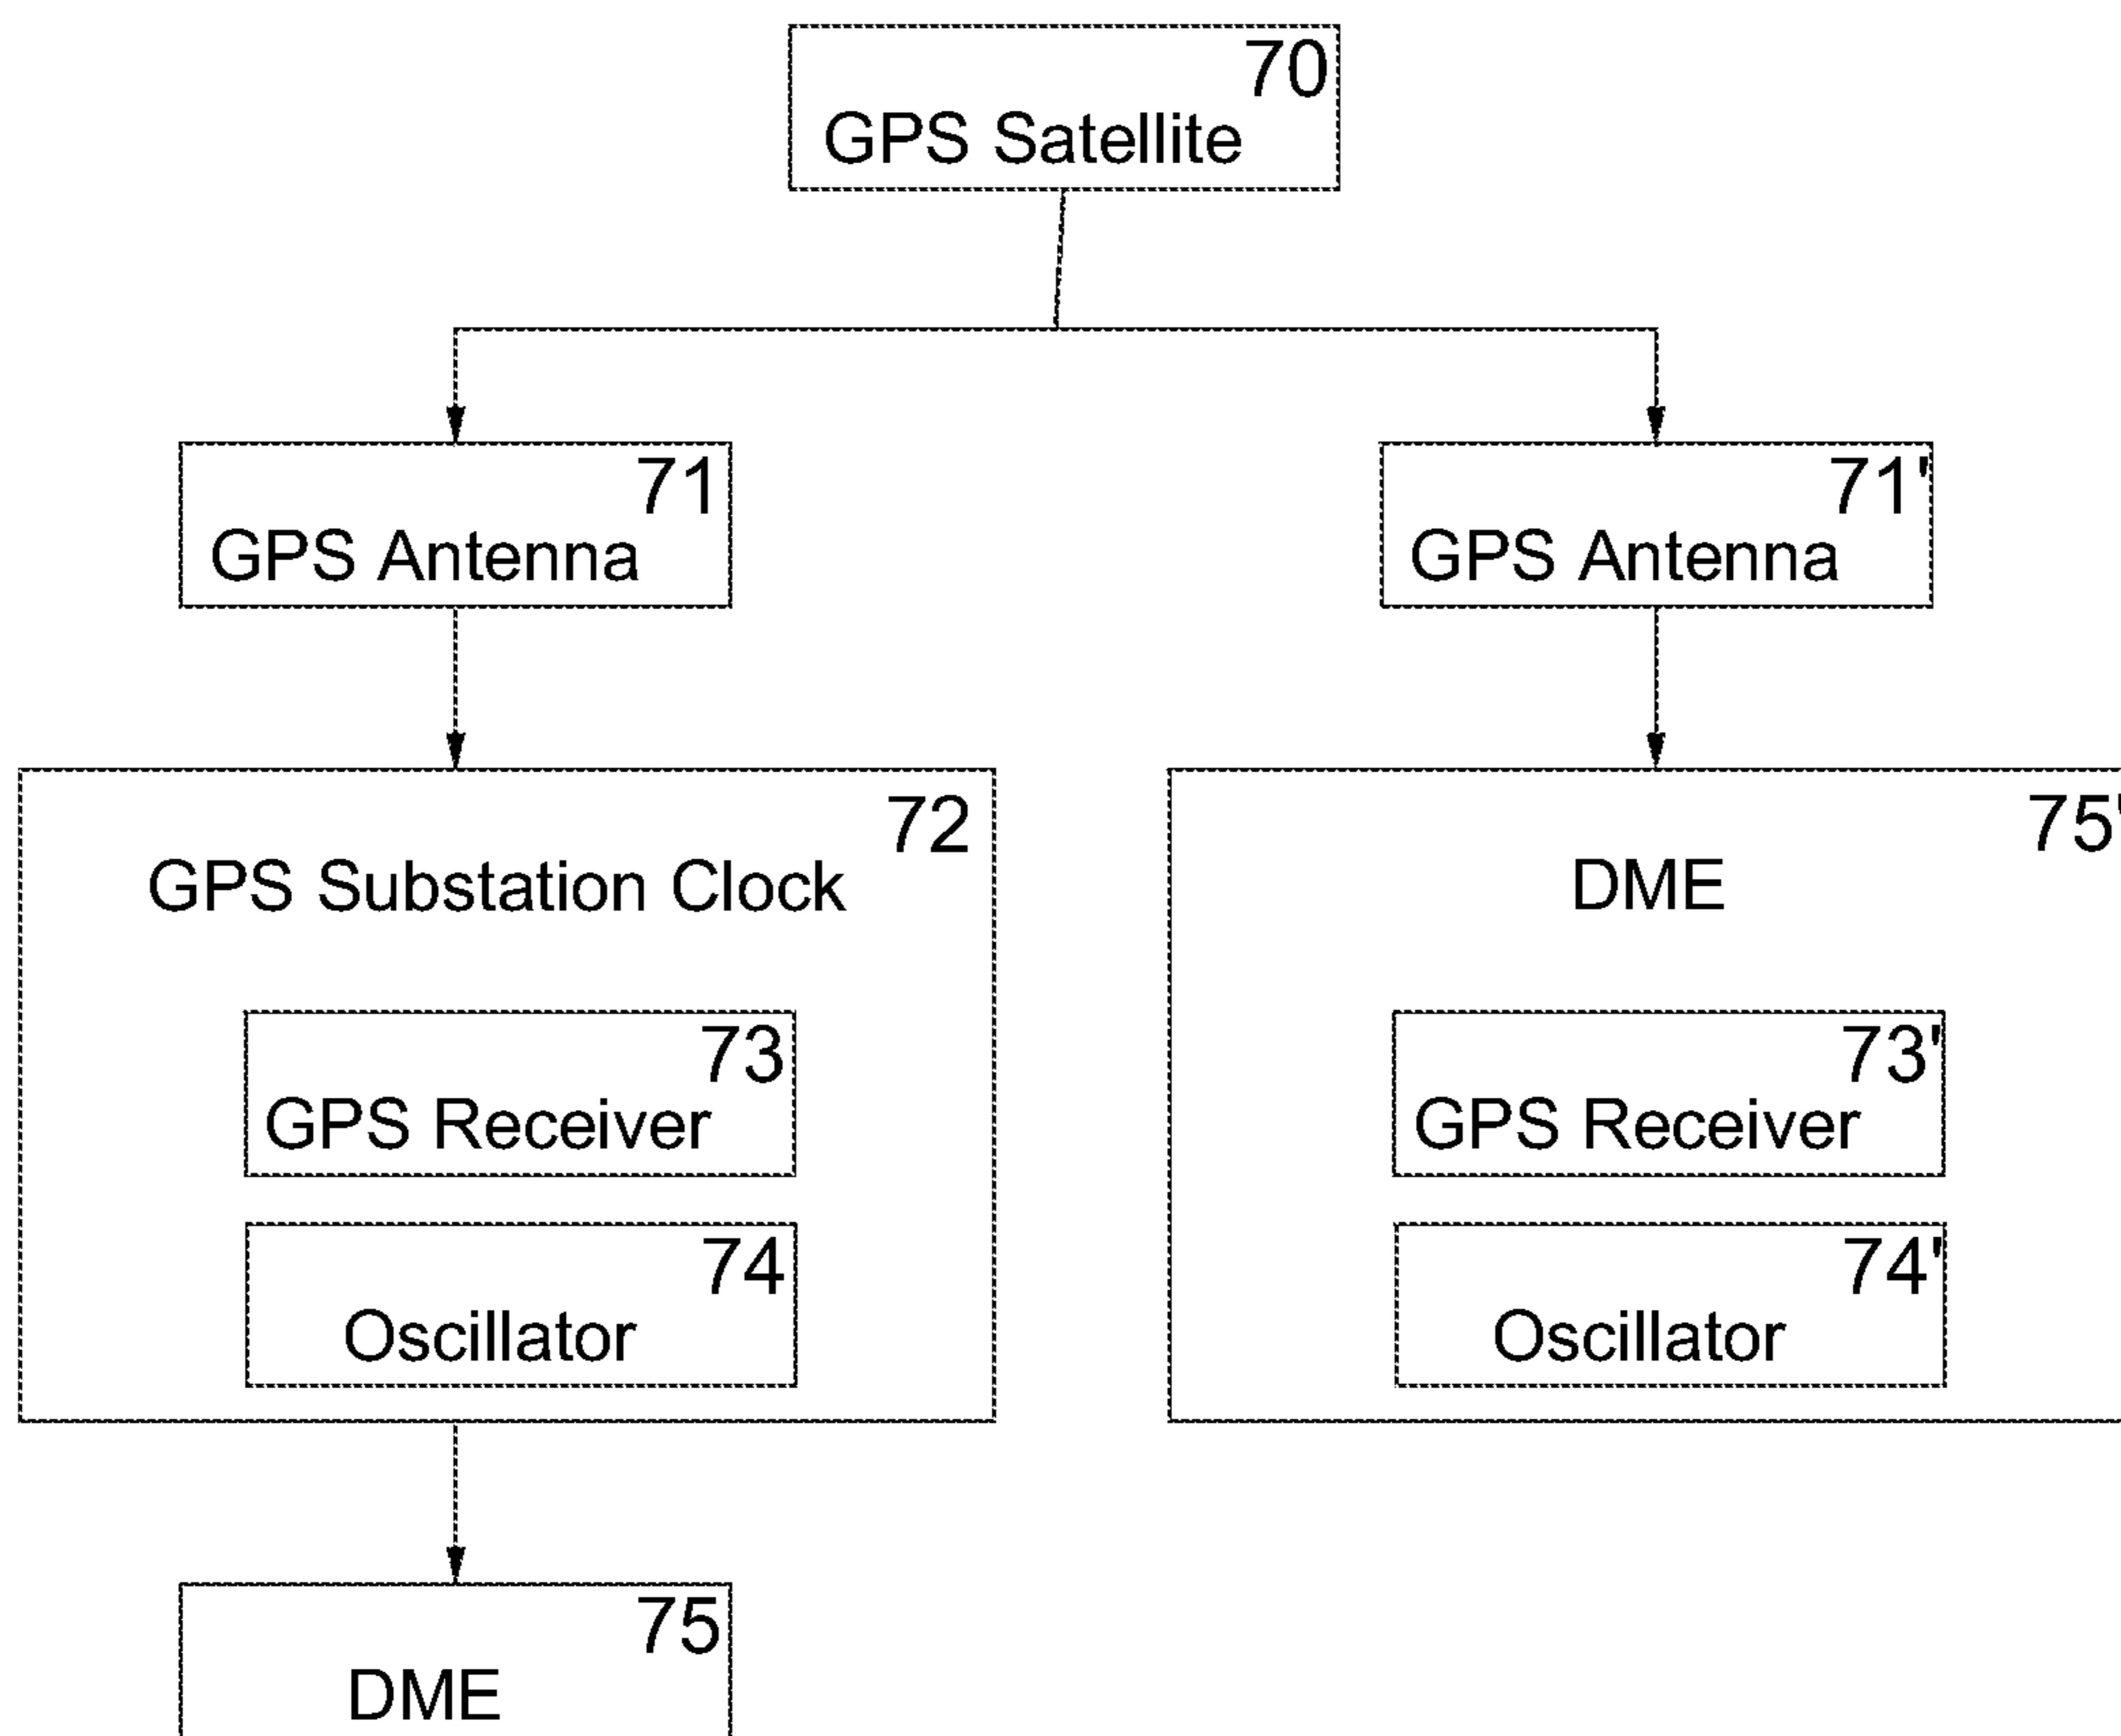 70
GPS Satellite
71
GPS Antenna
71'
GPS Antenna
72
GPS Substation Clock
73
GPS Receiver
74
Oscillator
75'
DME
73'
GPS Receiver
74'
Oscillator
75
DME